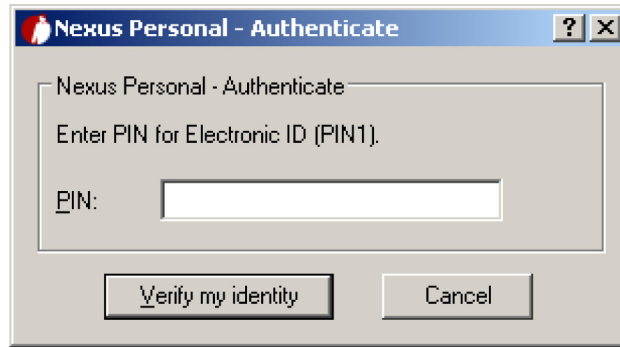 Nexus Personal - Authenticate
Nexus Personal - Authenticate
Enter PIN for Electronic ID (PIN1).
PIN:
Verify my identity Cancel